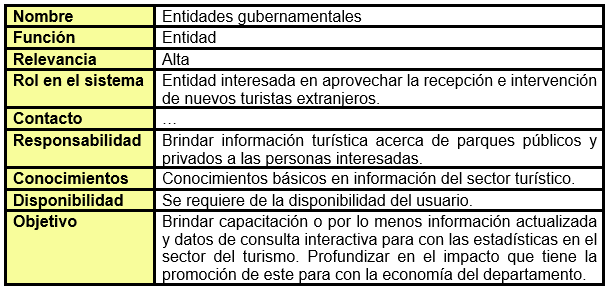 Nombre Entidades gubernamentales
Función Entidad
Relevancia Alta
Rol en el sistema Entidad interesada en aprovechar la recepción e intervención
de nuevos turistas extranjeros.
Contacto …
Responsabilidad Brindar información turística acerca de parques públicos y
privados a las personas interesadas.
Conocimientos Conocimientos básicos en información del sector turístico.
Disponibilidad Se requiere de la disponibilidad del usuario.
Objetivo Brindar capacitación o por lo menos información actualizada
y datos de consulta interactiva para con las estadísticas en el
sector del turismo. Profundizar en el impacto que tiene la
promoción de este para con la economía del departamento.